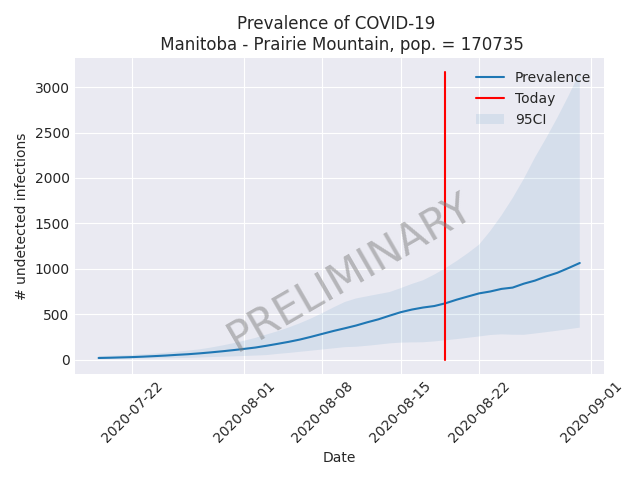 Prevalence of COVID-19
Manitoba - Prairie Mountain, pop. = 170735
Prevalence
Today
95CI
3000
2500
2000
1500
1000
500
0
# undetected infections
PRELIMINARY
2020-07-22
2020-08-01
2020-08-08
2020-08-15
2020-08-22
2020-09-01
Date